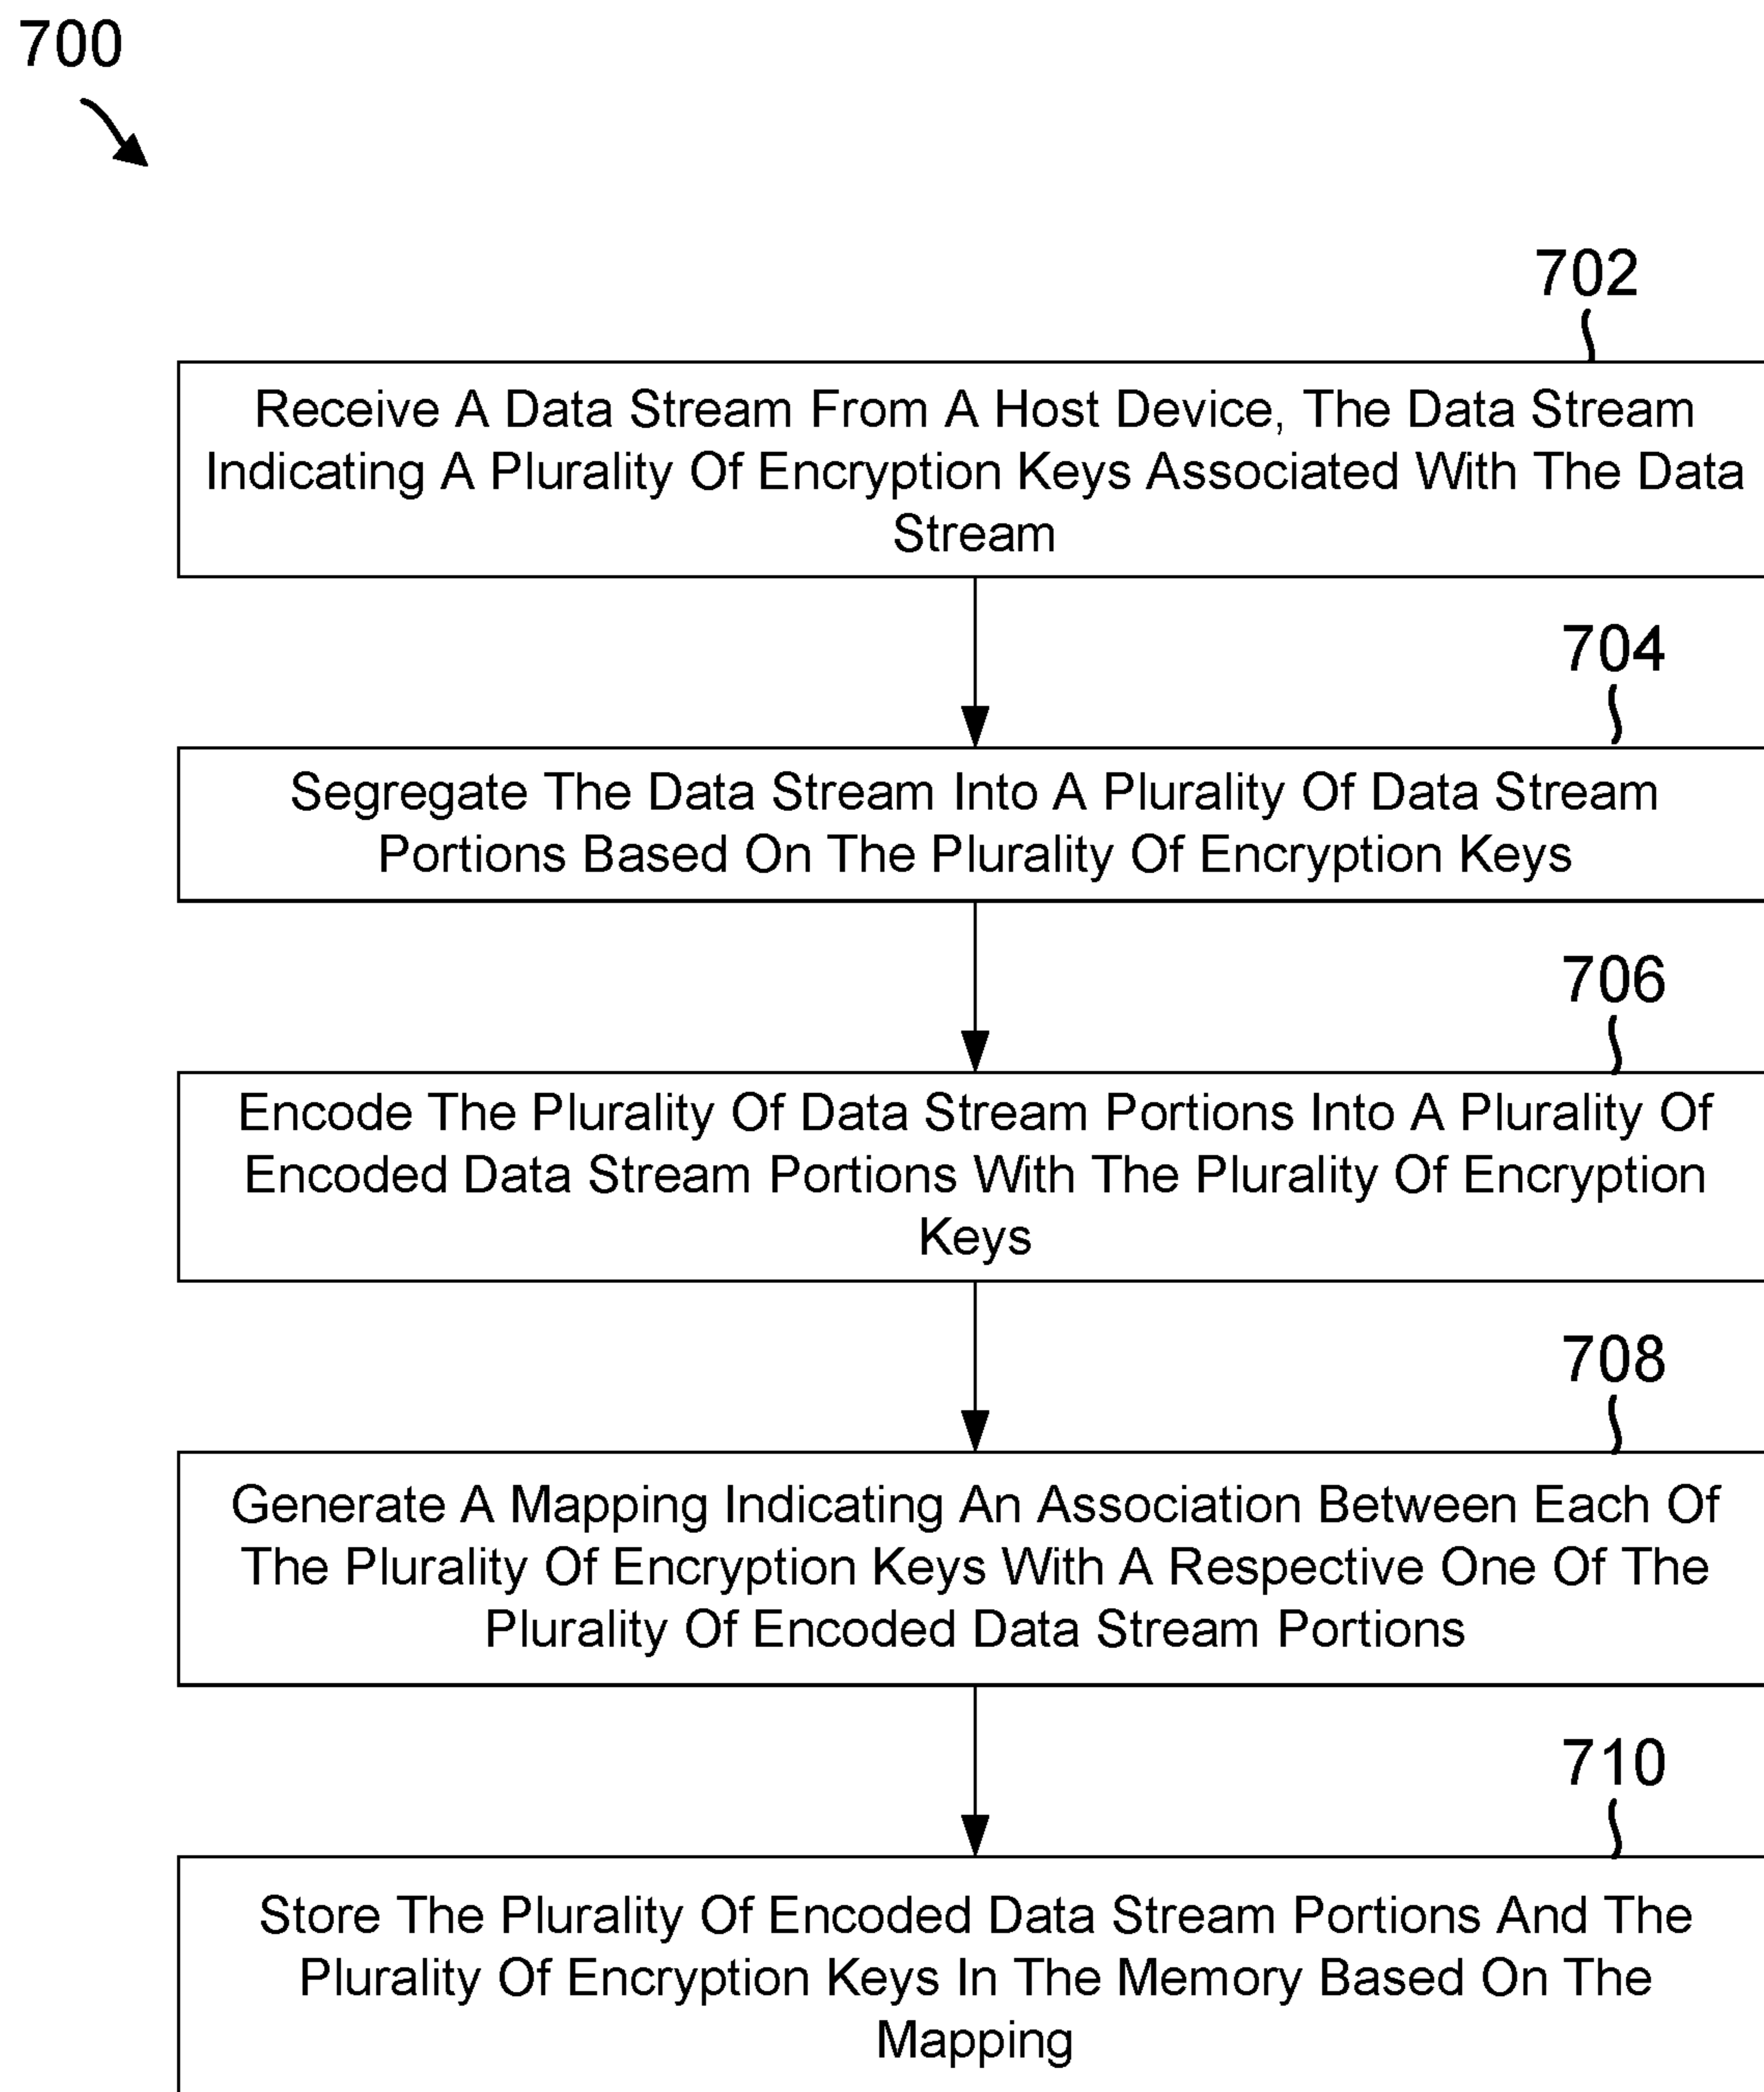 700
702
Receive A Data Stream From A Host Device, The Data Stream
Indicating A Plurality Of Encryption Keys Associated With The Data
Stream
704
Segregate The Data Stream Into A Plurality Of Data Stream
Portions Based On The Plurality Of Encryption Keys
706
Encode The Plurality Of Data Stream Portions Into A Plurality Of
Encoded Data Stream Portions With The Plurality Of Encryption
Keys
708
Generate A Mapping Indicating An Association Between Each Of
The Plurality Of Encryption Keys With A Respective One Of The
Plurality Of Encoded Data Stream Portions
710
Store The Plurality Of Encoded Data Stream Portions And The
Plurality Of Encryption Keys In The Memory Based On The
Mapping